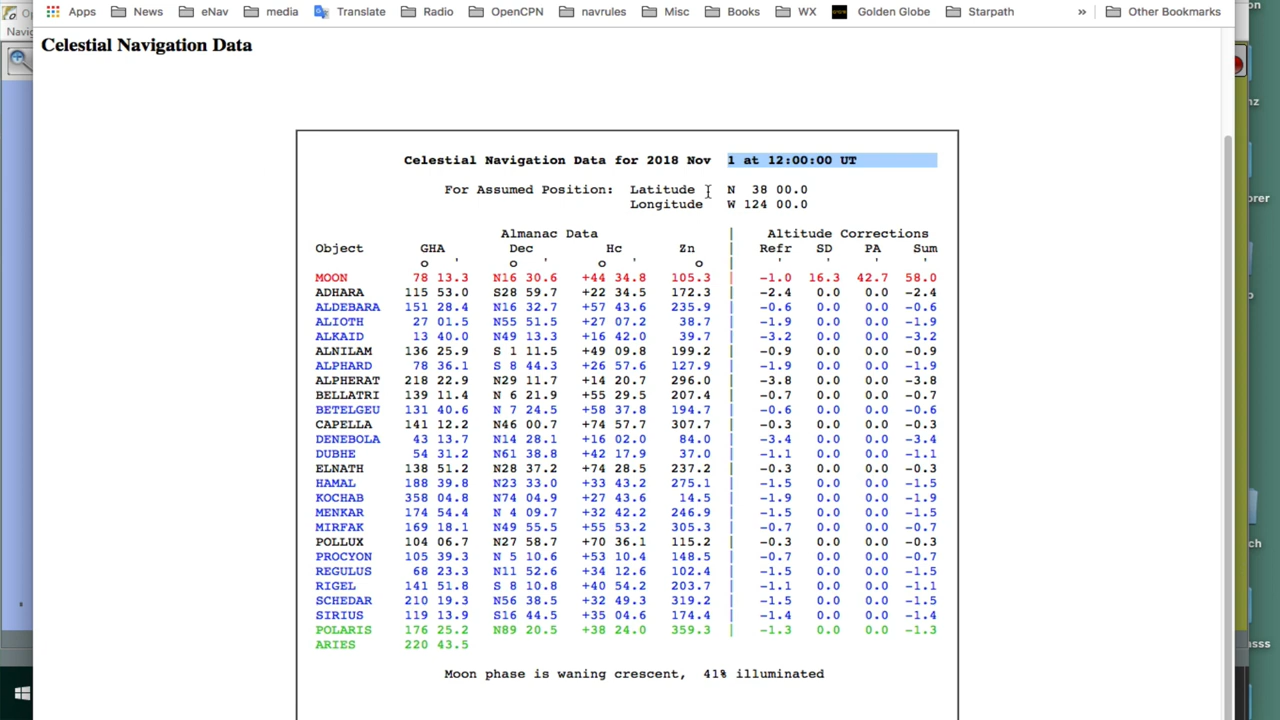 Apps News eNav media Translate Radio OpenCPN navrules Misc Books WX Golden Globe Starpath » Other Bookmarks
Celestial Navigation Data
Celestial Navigation Data for 2018 Nov 1 at 12:00:00 UT
For Assumed Position: Latitude N 38 00.0
Longitude W 124 00.0
Almanac Data | Altitude Corrections
Object GHA Dec Hc Zn | Refr SD PA Sum
o ' o ' o ' o | ' ' ' '
MOON 78 13.3 N16 30.6 +44 34.8 105.3 | -1.0 16.3 42.7 58.0
ADHARA 115 53.0 S28 59.7 +22 34.5 172.3 | -2.4 0.0 0.0 -2.4
ALDEBARA 151 28.4 N16 32.7 +57 43.6 235.9 | -0.6 0.0 0.0 -0.6
ALIOTH 27 01.5 N55 51.5 +27 07.2 38.7 | -1.9 0.0 0.0 -1.9
ALKAID 13 40.0 N49 13.3 +16 42.0 39.7 | -3.2 0.0 0.0 -3.2
ALNILAM 136 25.9 S 1 11.5 +49 09.8 199.2 | -0.9 0.0 0.0 -0.9
ALPHARD 78 36.1 S 8 44.3 +26 57.6 127.9 | -1.9 0.0 0.0 -1.9
ALPHERAT 218 22.9 N29 11.7 +14 20.7 296.0 | -3.8 0.0 0.0 -3.8
BELLATRI 139 11.4 N 6 21.9 +55 29.5 207.4 | -0.7 0.0 0.0 -0.7
BETELGEU 131 40.6 N 7 24.5 +58 37.8 194.7 | -0.6 0.0 0.0 -0.6
CAPELLA 141 12.2 N46 00.7 +74 57.7 307.7 | -0.3 0.0 0.0 -0.3
DENEBOLA 43 13.7 N14 28.1 +16 02.0 84.0 | -3.4 0.0 0.0 -3.4
DUBHE 54 31.2 N61 38.8 +42 17.9 37.0 | -1.1 0.0 0.0 -1.1
ELNATH 138 51.2 N28 37.2 +74 28.5 237.2 | -0.3 0.0 0.0 -0.3
HAMAL 188 39.8 N23 33.0 +33 43.2 275.1 | -1.5 0.0 0.0 -1.5
KOCHAB 358 04.8 N74 04.9 +27 43.6 14.5 | -1.9 0.0 0.0 -1.9
MENKAR 174 54.4 N 4 09.7 +32 42.2 246.9 | -1.5 0.0 0.0 -1.5
MIRFAK 169 18.1 N49 55.5 +55 53.2 305.3 | -0.7 0.0 0.0 -0.7
POLLUX 104 06.7 N27 58.7 +70 36.1 115.2 | -0.3 0.0 0.0 -0.3
PROCYON 105 39.3 N 5 10.6 +53 10.4 148.5 | -0.7 0.0 0.0 -0.7
REGULUS 68 23.3 N11 52.6 +34 12.6 102.4 | -1.5 0.0 0.0 -1.5
RIGEL 141 51.8 S 8 10.8 +40 54.2 203.7 | -1.1 0.0 0.0 -1.1
SCHEDAR 210 19.3 N56 38.5 +32 49.3 319.2 | -1.5 0.0 0.0 -1.5
SIRIUS 119 13.9 S16 44.5 +35 04.6 174.4 | -1.4 0.0 0.0 -1.4
POLARIS 176 25.2 N89 20.5 +38 24.0 359.3 | -1.3 0.0 0.0 -1.3
ARIES 220 43.5
Moon phase is waning crescent, 41% illuminated